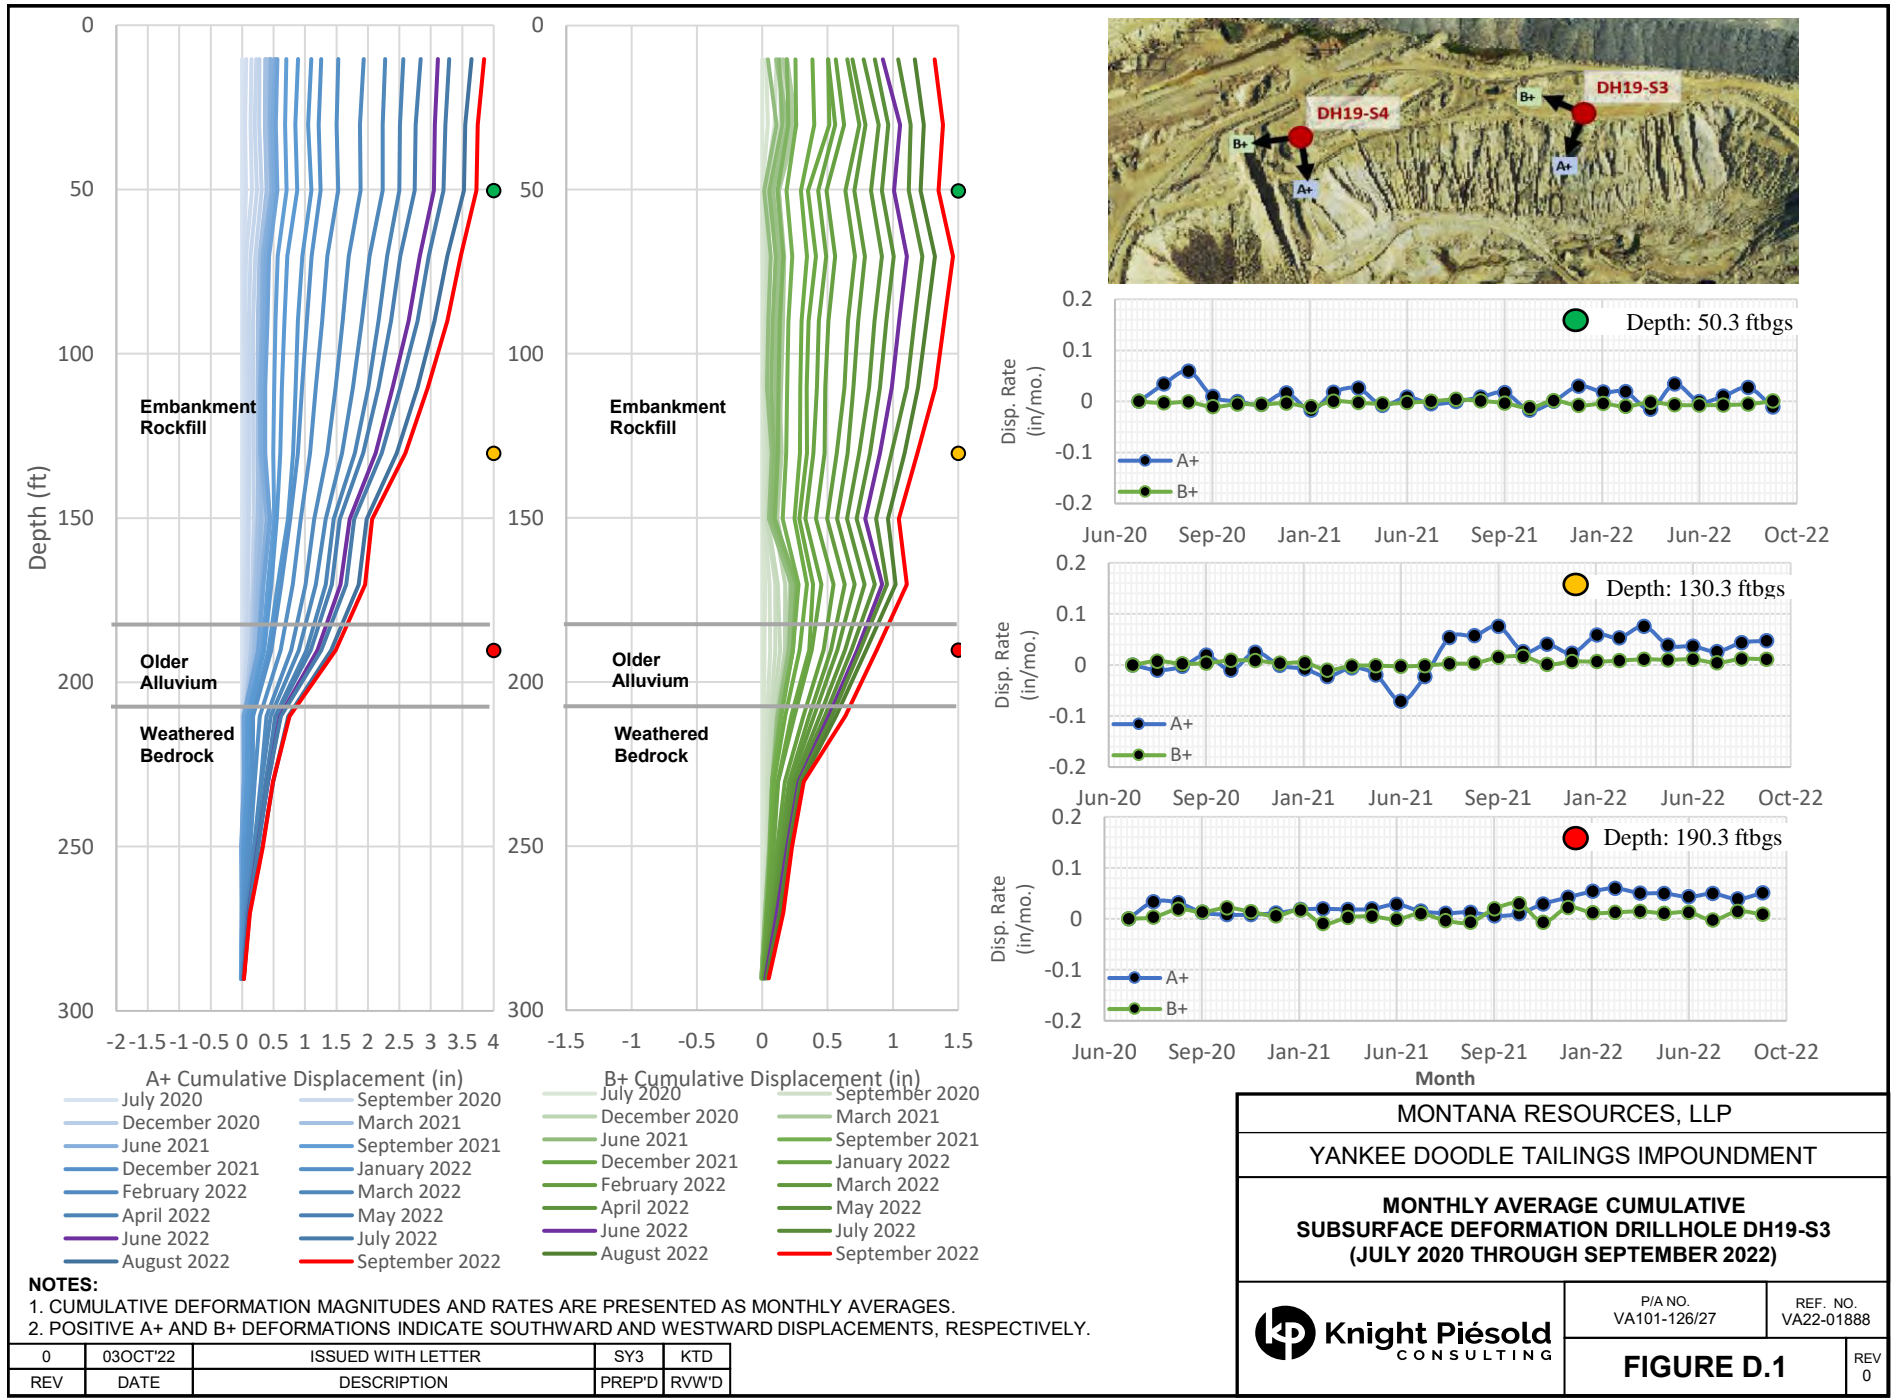 0
50
100
150
200
250
300
Depth (ft)
Embankment
Rockfill
Older
Alluvium
Weathered
Bedrock
-2 -1.5 -1 -0.5 0 0.5 1 1.5 2 2.5 3 3.5 4
A+ Cumulative Displacement (in)
July 2020 September 2020
December 2020 March 2021
June 2021 September 2021
December 2021 January 2022
February 2022 March 2022
April 2022 May 2022
June 2022 July 2022
August 2022 September 2022
0
50
100
150
200
250
300
Embankment
Rockfill
Older
Alluvium
Weathered
Bedrock
-1.5 -1 -0.5 0 0.5 1 1.5
B+ Cumulative Displacement (in)
July 2020 September 2020
December 2020 March 2021
June 2021 September 2021
December 2021 January 2022
February 2022 March 2022
April 2022 May 2022
June 2022 July 2022
August 2022 September 2022
DH19-S3
B+
A+
DH19-S4
B+
A+
0.2
0.1
0
-0.1
-0.2
Disp. Rate
(in/mo.)
Depth: 50.3 ftbgs
A+
B+
Jun-20 Sep-20 Jan-21 Jun-21 Sep-21 Jan-22 Jun-22 Oct-22
0.2
0.1
0
-0.1
-0.2
Disp. Rate
(in/mo.)
Depth: 130.3 ftbgs
A+
B+
Jun-20 Sep-20 Jan-21 Jun-21 Sep-21 Jan-22 Jun-22 Oct-22
0.2
0.1
0
-0.1
-0.2
Disp. Rate
(in/mo.)
Depth: 190.3 ftbgs
A+
B+
Jun-20 Sep-20 Jan-21 Jun-21 Sep-21 Jan-22 Jun-22 Oct-22
Month
NOTES:
1. CUMULATIVE DEFORMATION MAGNITUDES AND RATES ARE PRESENTED AS MONTHLY AVERAGES.
2. POSITIVE A+ AND B+ DEFORMATIONS INDICATE SOUTHWARD AND WESTWARD DISPLACEMENTS, RESPECTIVELY.
0 03OCT'22 ISSUED WITH LETTER SY3 KTD
REV DATE DESCRIPTION PREP'D RVW'D
MONTANA RESOURCES, LLP
YANKEE DOODLE TAILINGS IMPOUNDMENT
MONTHLY AVERAGE CUMULATIVE
SUBSURFACE DEFORMATION DRILLHOLE DH19-S3
(JULY 2020 THROUGH SEPTEMBER 2022)
kp Knight Piésold
CONSULTING
P/A NO.
VA101-126/27
REF. NO.
VA22-01888
FIGURE D.1
REV
0